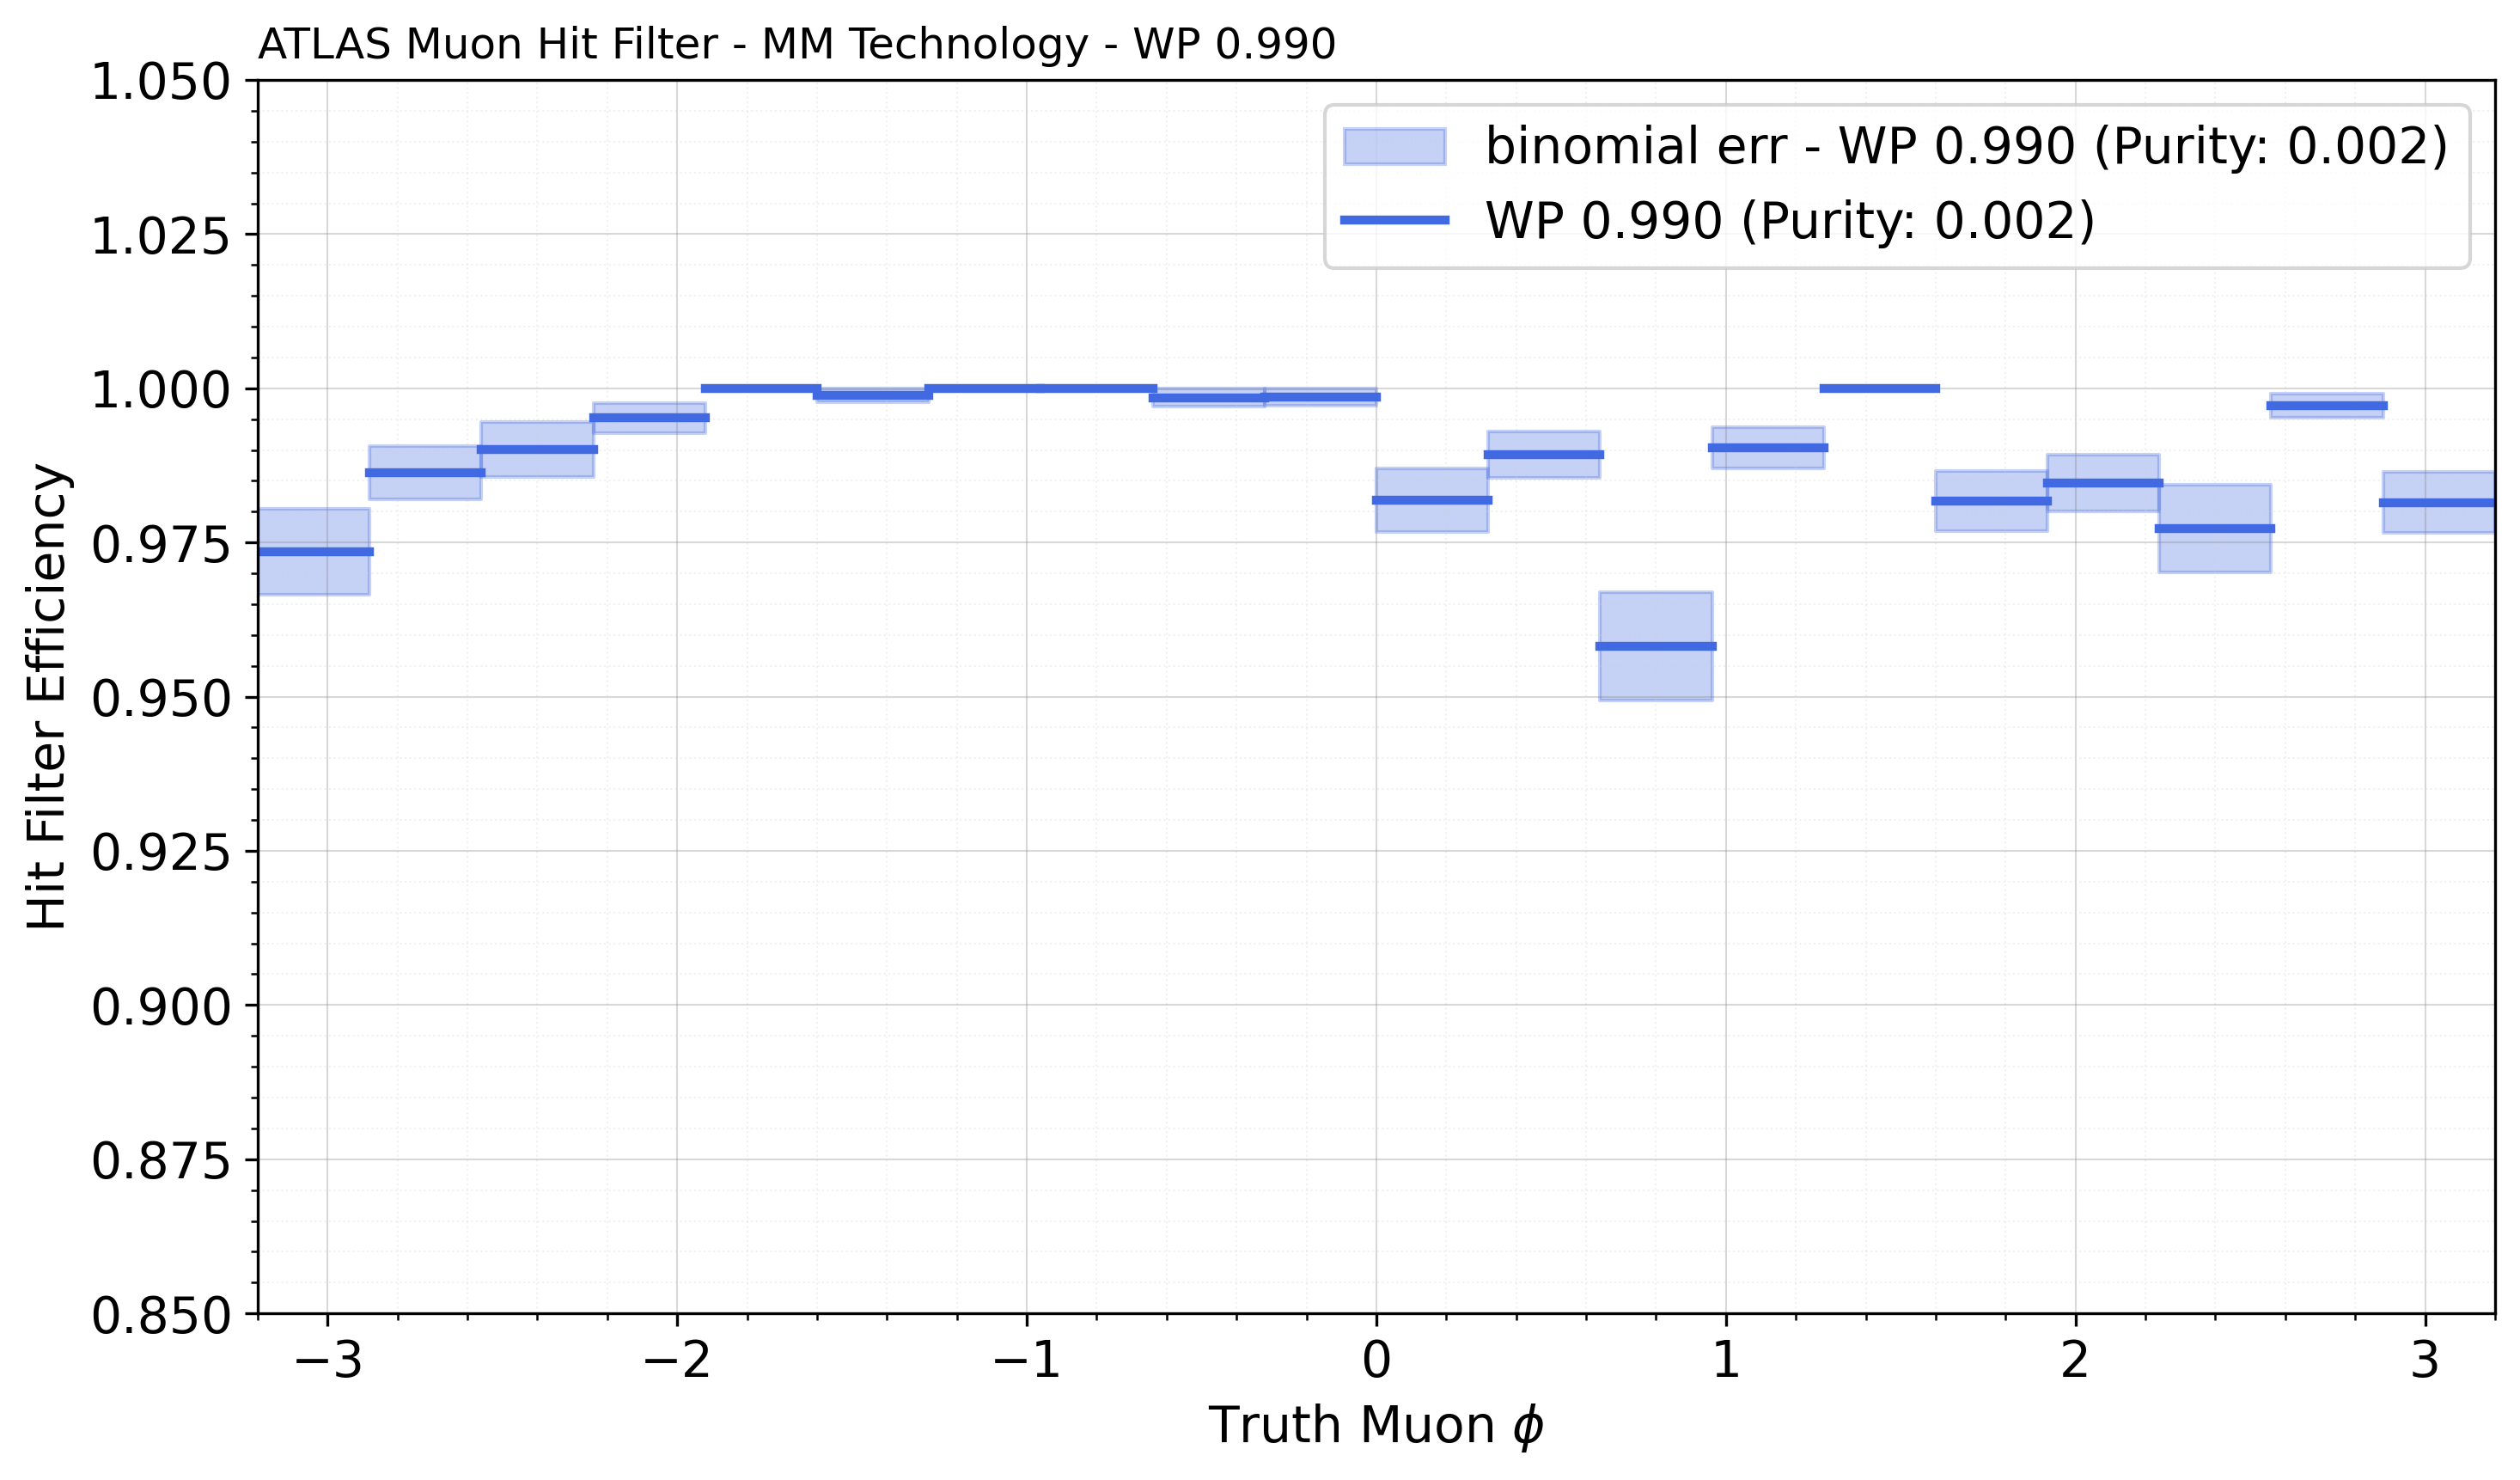 ATLAS Muon Hit Filter - MM Technology - WP 0.990
1.050
1.025
1.000
0.975
0.950
0.925
0.900
0.875
0.850
Hit Filter Efficiency
binomial err - WP 0.990 (Purity: 0.002)
WP 0.990 (Purity: 0.002)
−3 −2 −1 0 1 2 3
Truth Muon ϕ